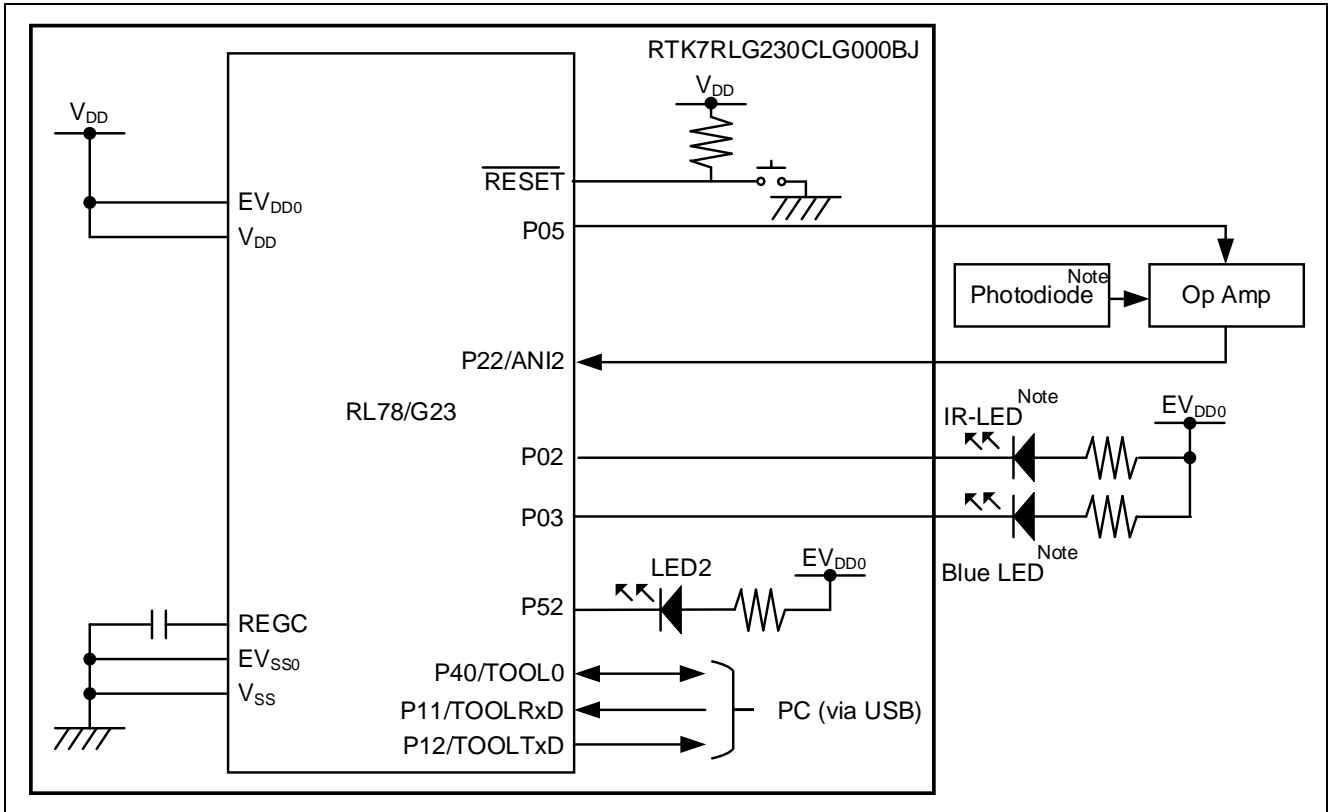 RTK7RLG230CLG000BJ
VDD
VDD
RESET
EVDD0
VDD
P05
Photodiode Note
Op Amp
P22/ANI2
RL78/G23
IR-LED Note
EVDD0
P02
P03
Blue LED Note
LED2
EVDD0
P52
REGC
EVSS0
VSS
P40/TOOL0
P11/TOOLRxD
P12/TOOLTxD
PC (via USB)